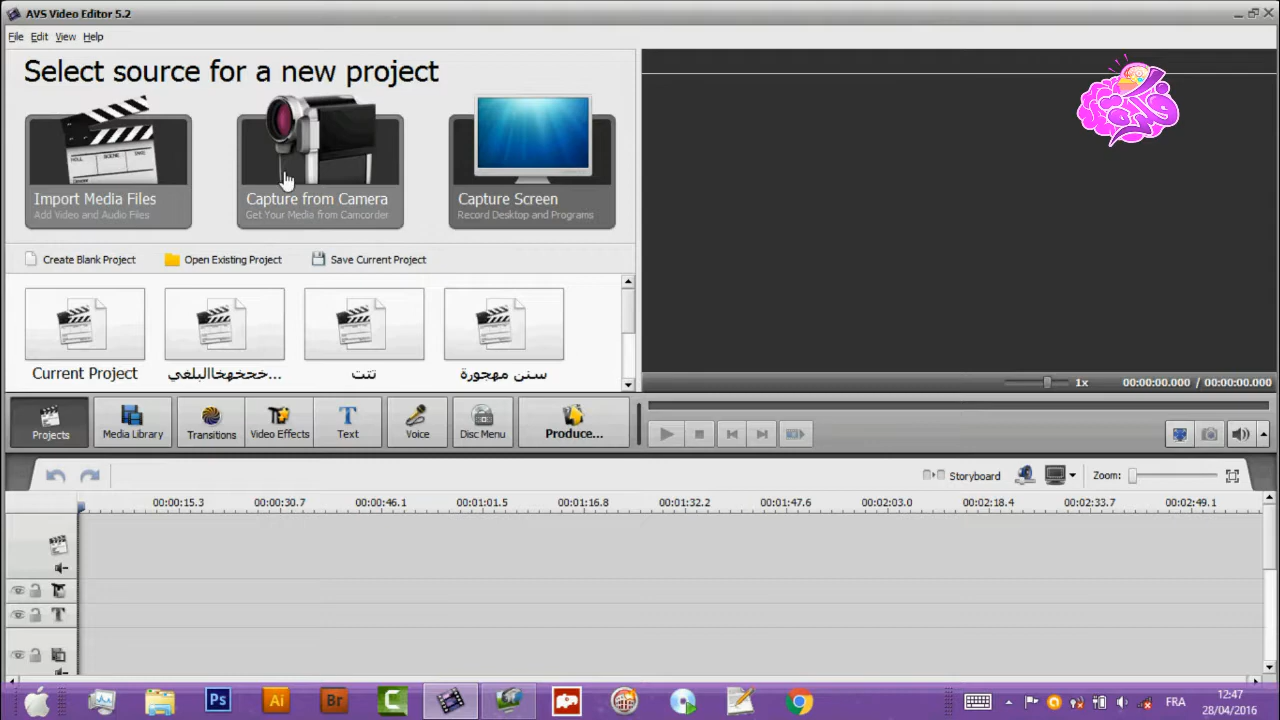 AVS Video Editor 5.2
File Edit View Help
Select source for a new project
Import Media Files
Add Video and Audio Files
Capture from Camera
Get Your Media from Camcorder
Capture Screen
Record Desktop and Programs
Create Blank Project
Open Existing Project
Save Current Project
Current Project
...خححهخاالبلغي
تتت
سنن مهجورة
1x
00:00:00.000 / 00:00:00.000
Projects
Media Library
Transitions
Video Effects
Text
Voice
Disc Menu
Produce...
Storyboard
Zoom:
00:00:15.3 00:00:30.7 00:00:46.1 00:01:01.5 00:01:16.8 00:01:32.2 00:01:47.6 00:02:03.0 00:02:18.4 00:02:33.7 00:02:49.1
T
Ps
Ai
Br
C
FRA
12:47
28/04/2016